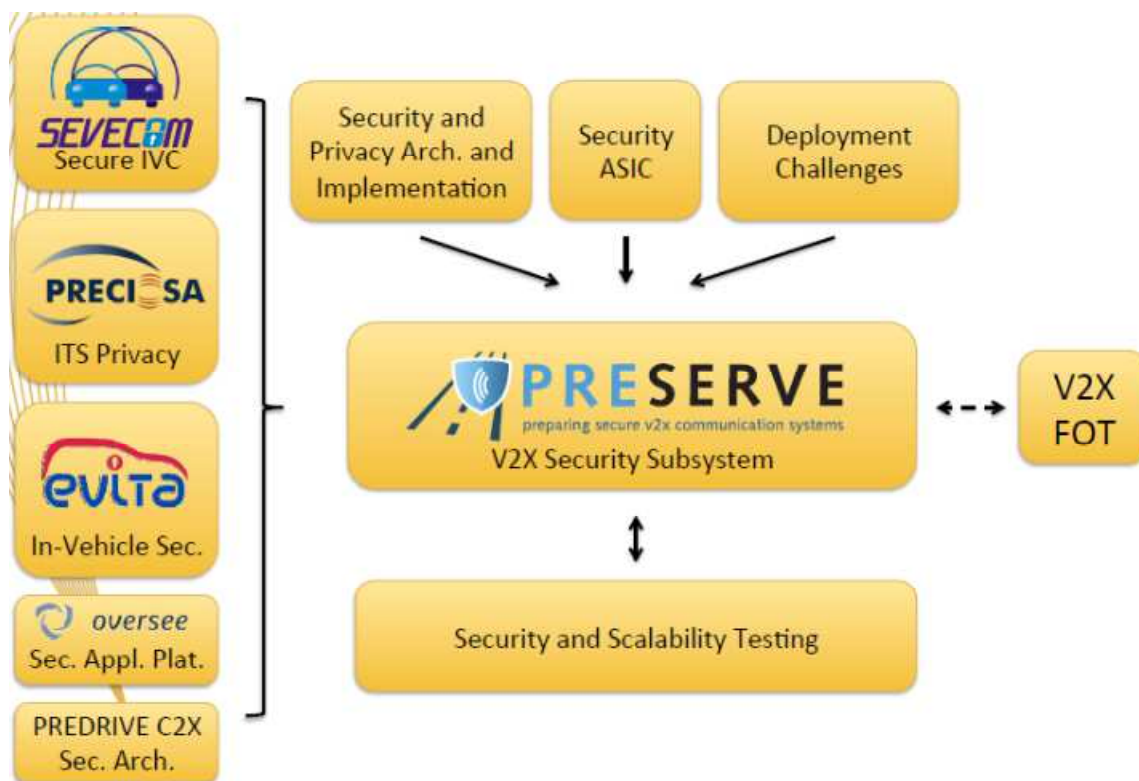 SEVECOM
Secure IVC
PRECIOSA
ITS Privacy
evita
In-Vehicle Sec.
oversee
Sec. Appl. Plat.
PREDRIVE C2X
Sec. Arch.
Security and
Privacy Arch. and
Implementation
Security
ASIC
Deployment
Challenges
PRESERVE
preparing secure v2x communication systems
V2X Security Subsystem
V2X
FOT
Security and Scalability Testing